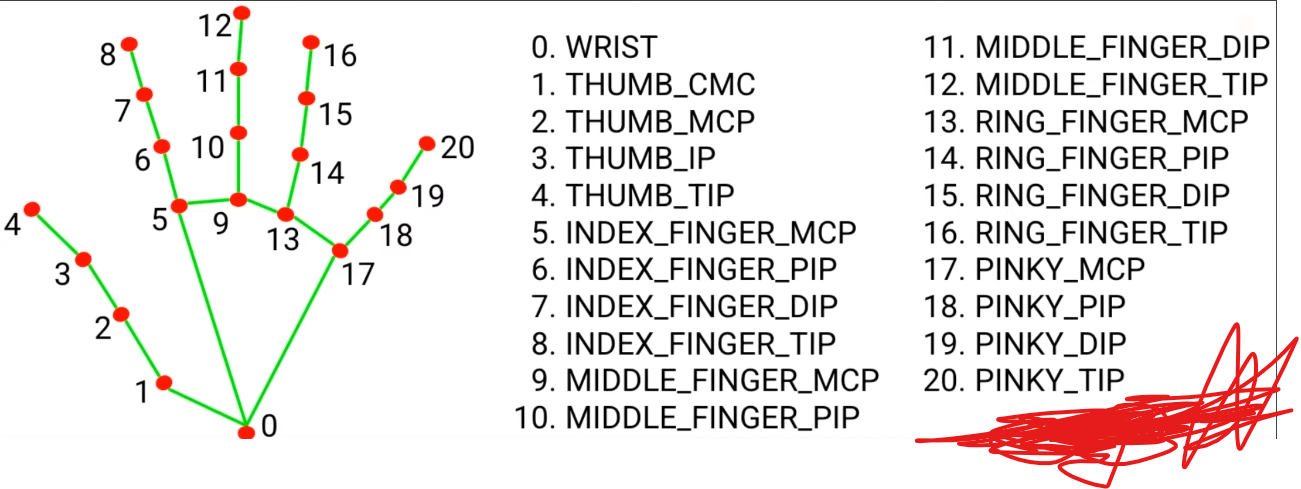 12
8
16
11
7
15
10
6
14
20
19
4
5
9
13
18
3
17
2
1
0
0. WRIST
1. THUMB_CMC
2. THUMB_MCP
3. THUMB_IP
4. THUMB_TIP
5. INDEX_FINGER_MCP
6. INDEX_FINGER_PIP
7. INDEX_FINGER_DIP
8. INDEX_FINGER_TIP
9. MIDDLE_FINGER_MCP
10. MIDDLE_FINGER_PIP
11. MIDDLE_FINGER_DIP
12. MIDDLE_FINGER_TIP
13. RING_FINGER_MCP
14. RING_FINGER_PIP
15. RING_FINGER_DIP
16. RING_FINGER_TIP
17. PINKY_MCP
18. PINKY_PIP
19. PINKY_DIP
20. PINKY_TIP